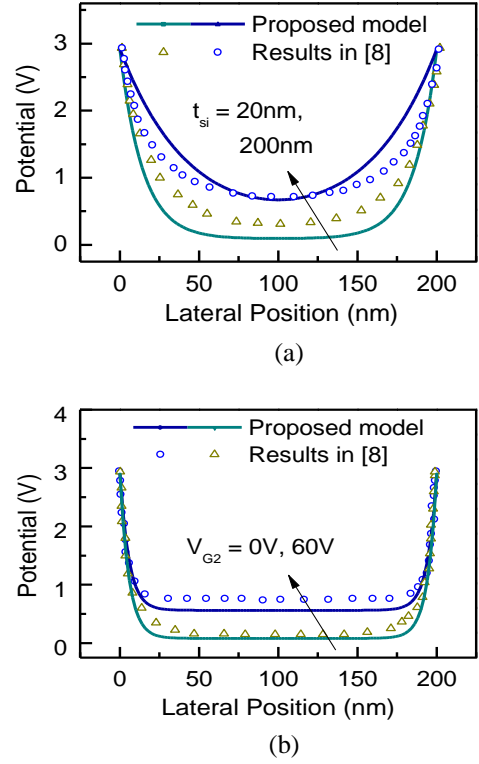 (a)
Proposed model
Results in [8]
t_si = 20nm,
200nm
Potential (V)
3
2
1
0
0 50 100 150 200
Lateral Position (nm)
(a)
Proposed model
Results in [8]
V_G2 = 0V, 60V
Potential (V)
4
3
2
1
0
0 50 100 150 200
Lateral Position (nm)
(b)